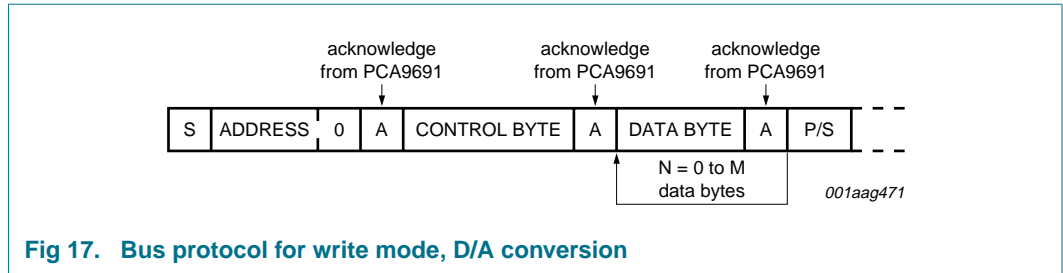 acknowledge from PCA9691
acknowledge from PCA9691
acknowledge from PCA9691
S ADDRESS 0 A CONTROL BYTE A DATA BYTE A P/S
N = 0 to M
data bytes
001aag471
Fig 17. Bus protocol for write mode, D/A conversion